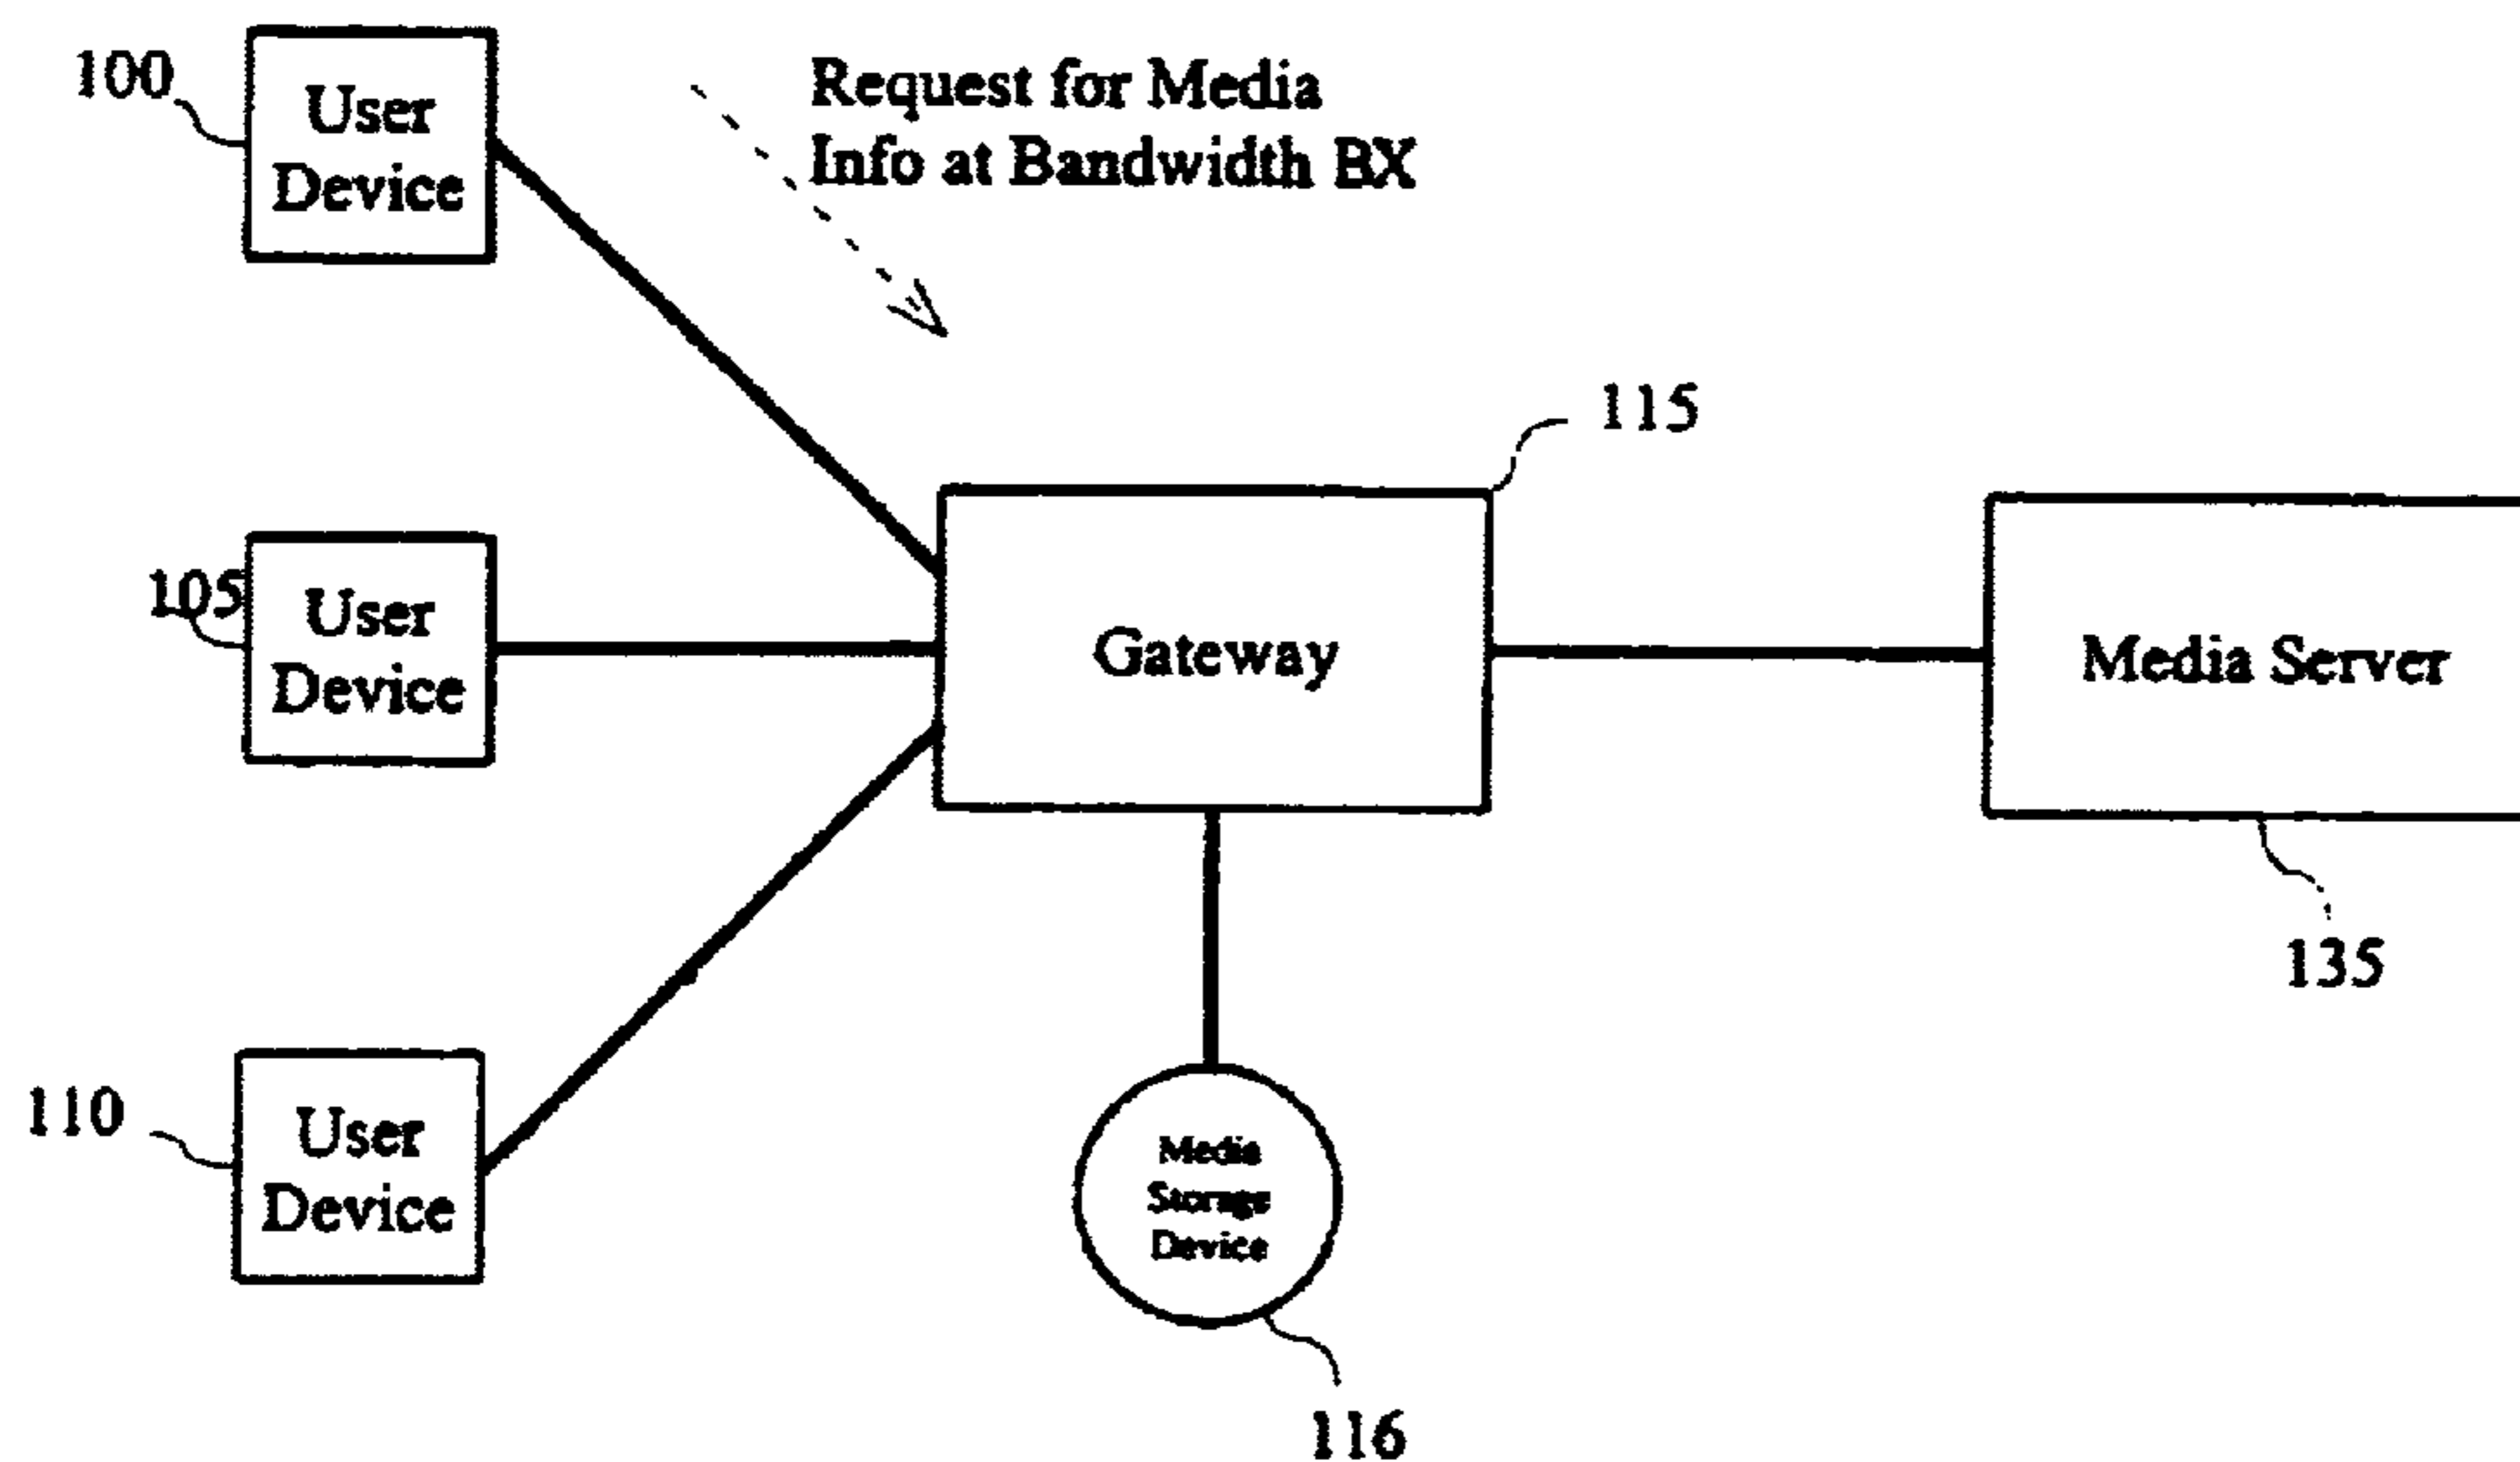 100
User
Device
Request for Media
Info at Bandwidth BX
115
105
User
Device
Gateway
Media Server
135
110
User
Device
Media
Storage
Device
116